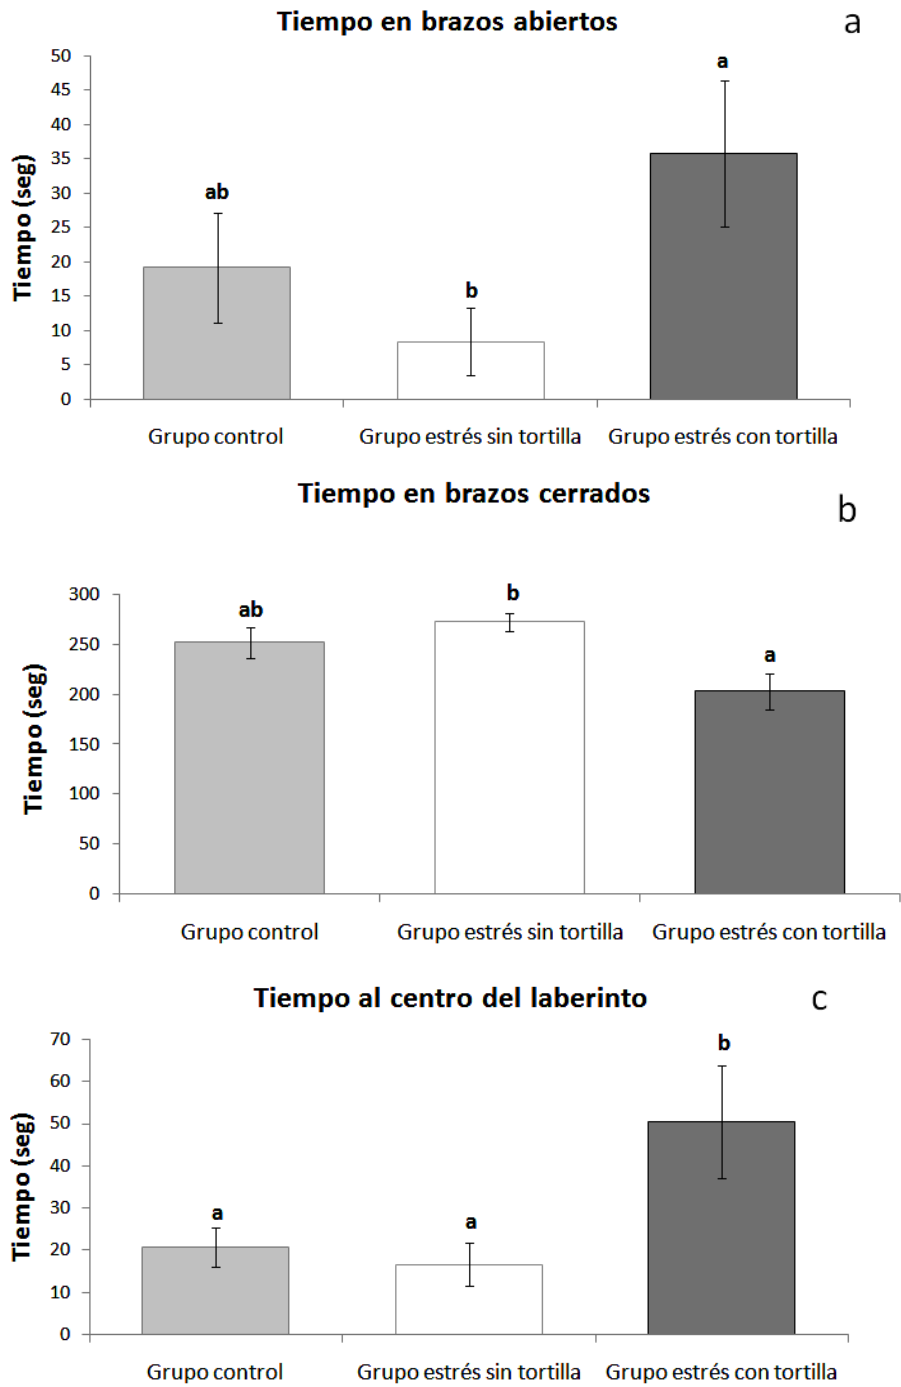 Tiempo en brazos abiertos
a
50
45
40
35
30
25
20
15
10
5
0
Tiempo (seg)
ab
b
a
Grupo control
Grupo estrés sin tortilla
Grupo estrés con tortilla
Tiempo en brazos cerrados
b
300
250
200
150
100
50
0
Tiempo (seg)
ab
b
a
Grupo control
Grupo estrés sin tortilla
Grupo estrés con tortilla
Tiempo al centro del laberinto
c
70
60
50
40
30
20
10
0
Tiempo (seg)
a
a
b
Grupo control
Grupo estrés sin tortilla
Grupo estrés con tortilla